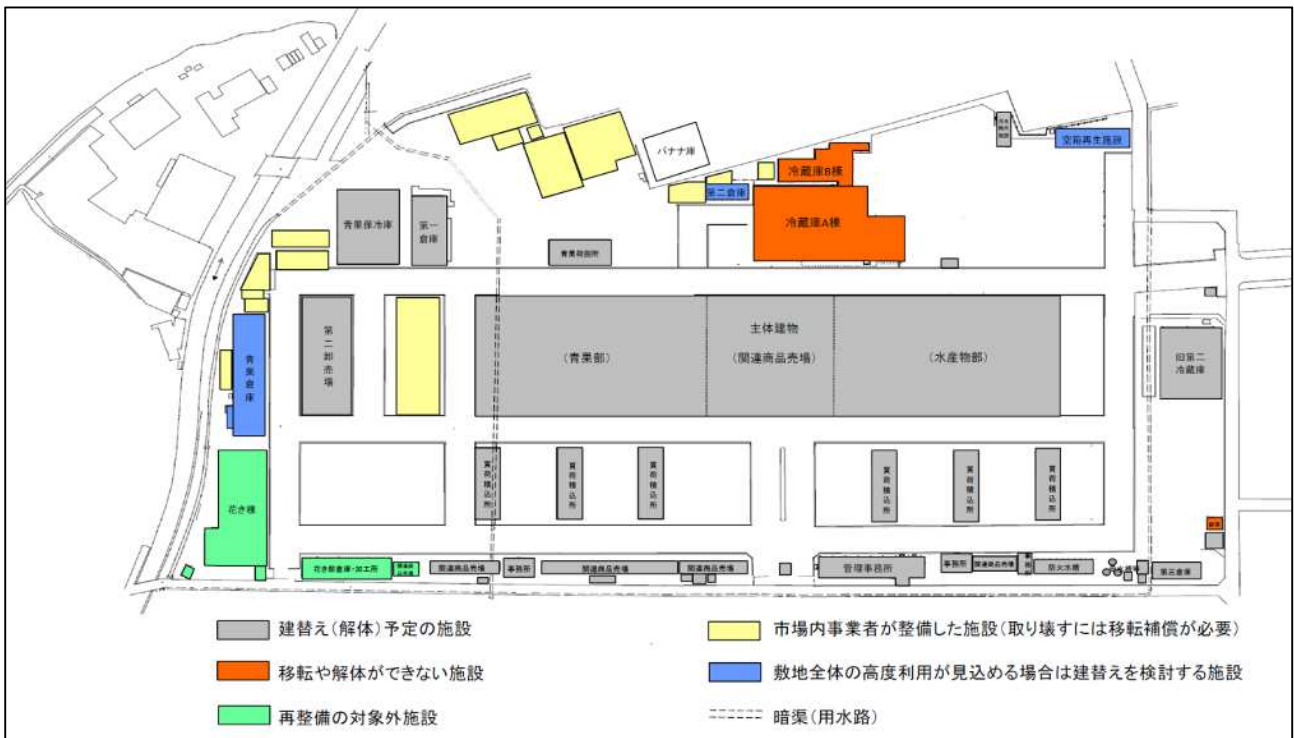 バナナ庫
空箱再生施設
冷蔵庫B棟
第二倉庫
冷蔵庫A棟
青果保冷庫
第一倉庫
青果荷捌所
第二卸売場
青果倉庫
(青果部)
主体建物
(関連商品売場)
(水産物部)
旧第二
冷蔵庫
買荷積込所
買荷積込所
買荷積込所
買荷積込所
買荷積込所
買荷積込所
花き棟
花き部倉庫・加工所
関連商品売場
事務所
関連商品売場
関連商品売場
管理事務所
事務所
関連商品売場
防火水槽
第三倉庫
建替え(解体)予定の施設
市場内事業者が整備した施設(取り壊すには移転補償が必要)
移転や解体ができない施設
敷地全体の高度利用が見込める場合は建替えを検討する施設
再整備の対象外施設
暗渠(用水路)